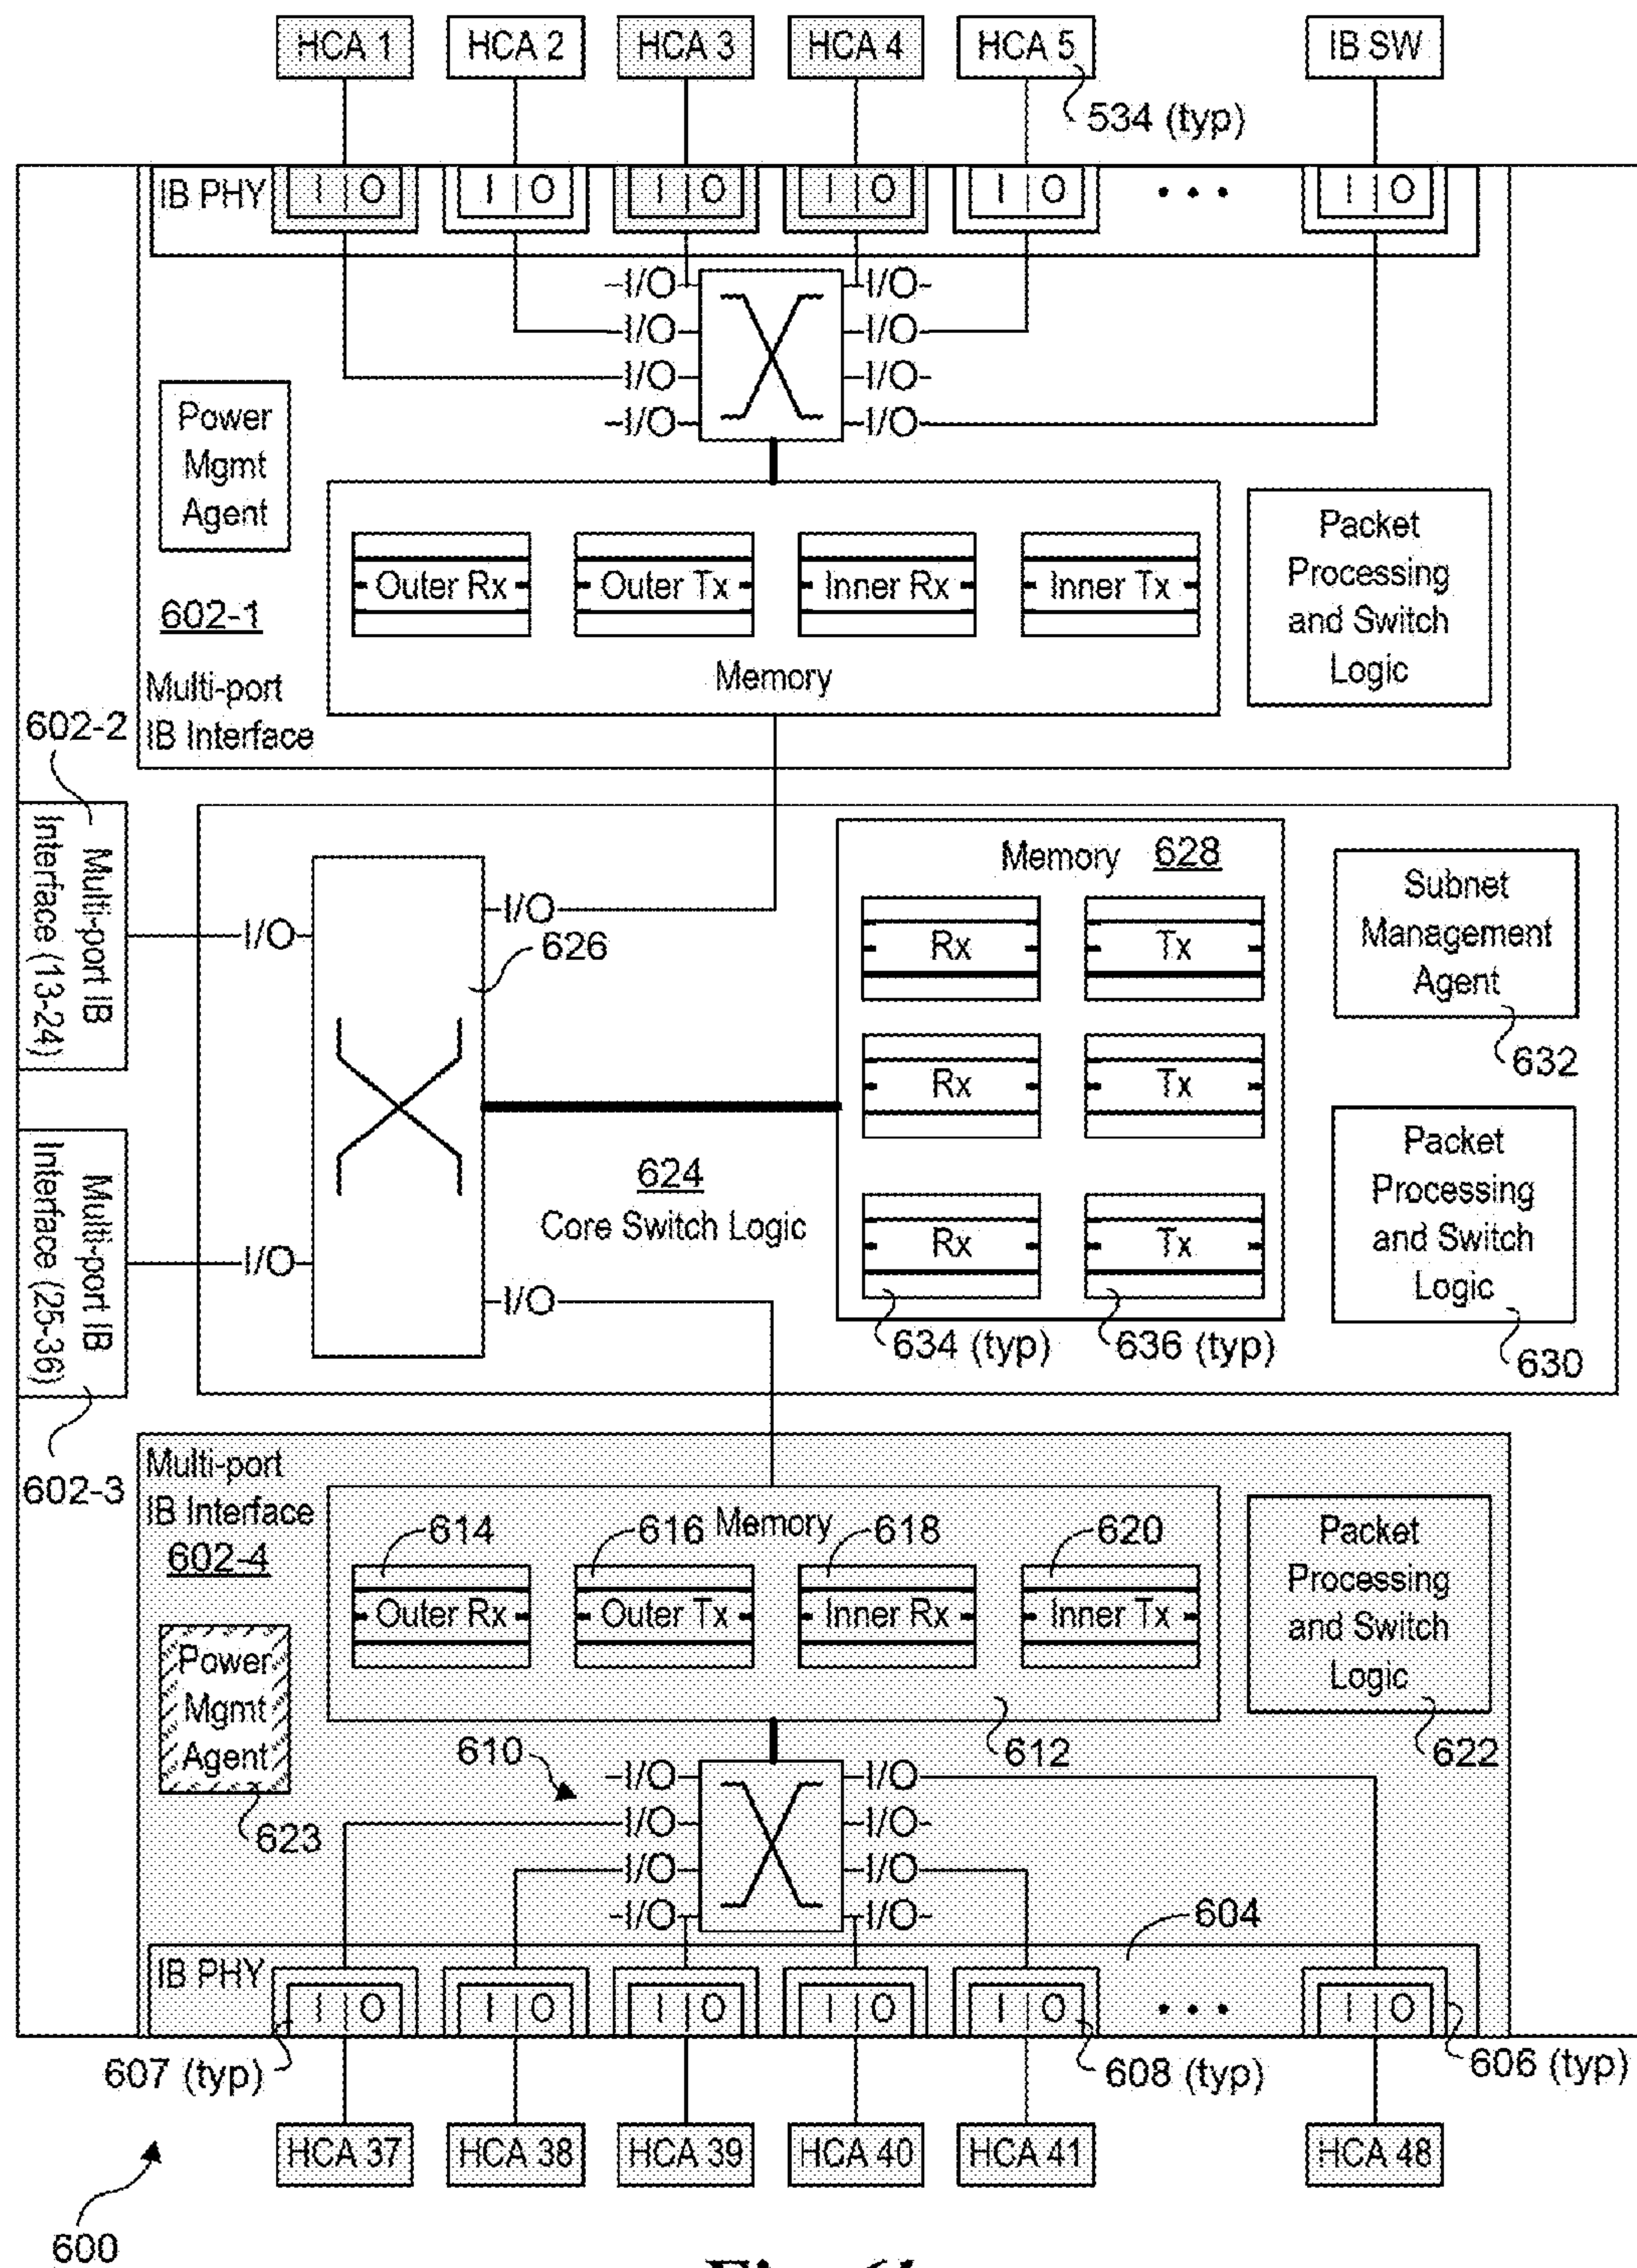 HCA 1 HCA 2 HCA 3 HCA 4 HCA 5 IB SW
534 (typ)
IB PHY I O I O I O I O I O • • • I O
I/O I/O
I/O I/O
I/O I/O
I/O I/O
Power
Mgmt
Agent
602-1
Multi-port
IB Interface
Outer Rx Outer Tx Inner Rx Inner Tx
Memory
Packet
Processing
and Switch
Logic
602-2
Multi-port IB
Interface (13-24)
Multi-port IB
Interface (25-36)
602-3
I/O
I/O
626
I/O
I/O
624
Core Switch Logic
Memory 628
Rx Tx
Rx Tx
Rx Tx
634 (typ) 636 (typ)
Subnet
Management
Agent
632
Packet
Processing
and Switch
Logic
630
Multi-port
IB Interface
602-4
614 616 Memory 618 620
Outer Rx Outer Tx Inner Rx Inner Tx
612
Packet
Processing
and Switch
Logic
622
Power
Mgmt
Agent
623
610
I/O I/O
I/O I/O
I/O I/O
I/O I/O
604
IB PHY I O I O I O I O I O • • • I O
607 (typ) 608 (typ) 606 (typ)
HCA 37 HCA 38 HCA 39 HCA 40 HCA 41 HCA 48
600